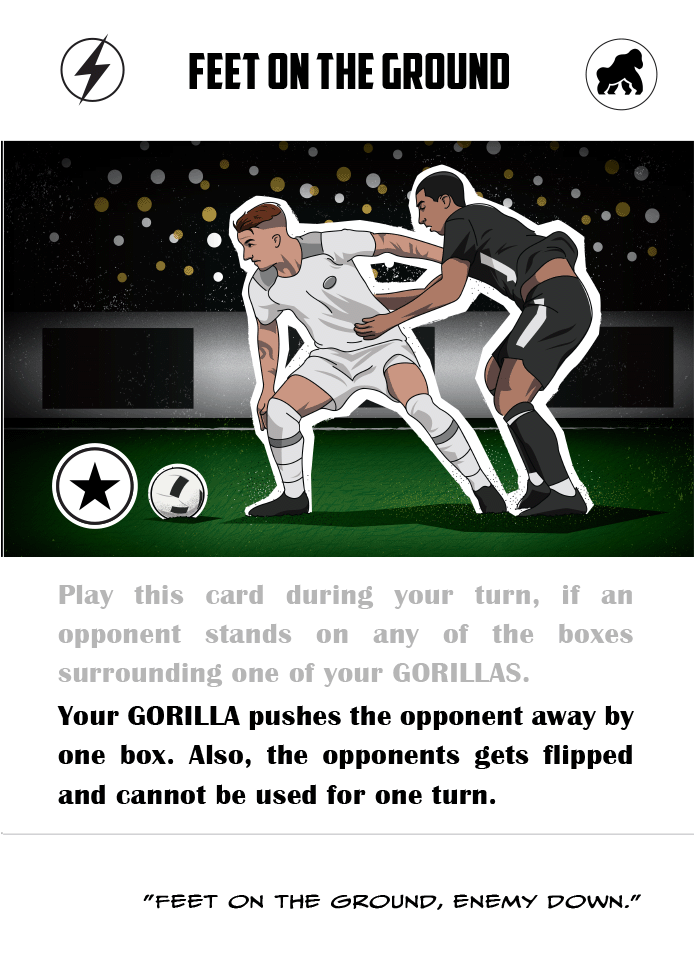 FEET ON THE GROUND
Play this card during your turn, if an
opponent stands on any of the boxes
surrounding one of your GORILLAS.
Your GORILLA pushes the opponent away by
one box. Also, the opponents gets flipped
and cannot be used for one turn.
"FEET ON THE GROUND, ENEMY DOWN."